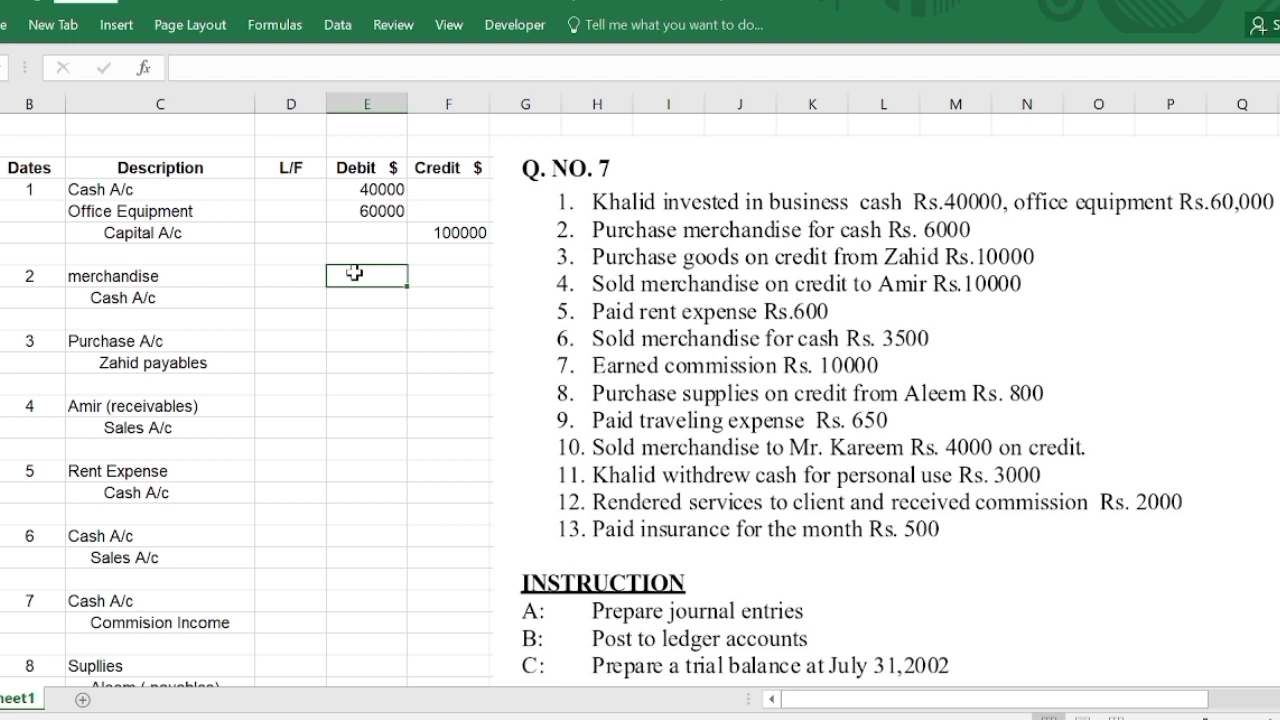 New Tab Insert Page Layout Formulas Data Review View Developer Tell me what you want to do...
fx
B C D E F G H I J K L M N O P Q
Dates Description L/F Debit $ Credit $
1 Cash A/c 40000
Office Equipment 60000
Capital A/c 100000
2 merchandise
Cash A/c
3 Purchase A/c
Zahid payables
4 Amir (receivables)
Sales A/c
5 Rent Expense
Cash A/c
6 Cash A/c
Sales A/c
7 Cash A/c
Commision Income
8 Supllies
Aleem ( payables)
Q. NO. 7
1. Khalid invested in business cash Rs.40000, office equipment Rs.60,000
2. Purchase merchandise for cash Rs. 6000
3. Purchase goods on credit from Zahid Rs.10000
4. Sold merchandise on credit to Amir Rs.10000
5. Paid rent expense Rs.600
6. Sold merchandise for cash Rs. 3500
7. Earned commission Rs. 10000
8. Purchase supplies on credit from Aleem Rs. 800
9. Paid traveling expense Rs. 650
10. Sold merchandise to Mr. Kareem Rs. 4000 on credit.
11. Khalid withdrew cash for personal use Rs. 3000
12. Rendered services to client and received commission Rs. 2000
13. Paid insurance for the month Rs. 500
INSTRUCTION
A: Prepare journal entries
B: Post to ledger accounts
C: Prepare a trial balance at July 31,2002
heet1